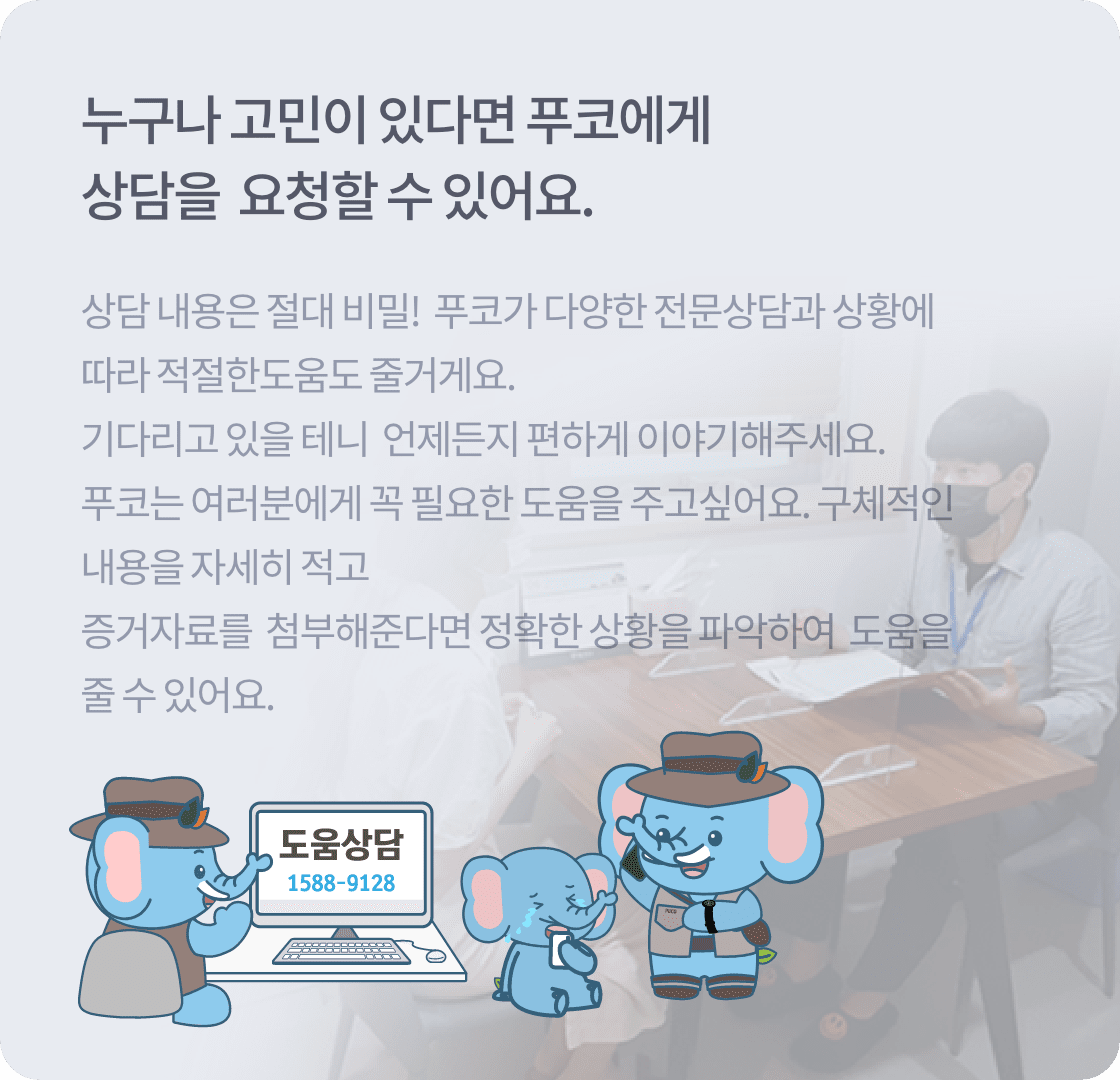 누구나 고민이 있다면 푸코에게
상담을 요청할 수 있어요.
상담 내용은 절대 비밀! 푸코가 다양한 전문상담과 상황에
따라 적절한도움도 줄거게요.
기다리고 있을 테니 언제든지 편하게 이야기해주세요.
푸코는 여러분에게 꼭 필요한 도움을 주고싶어요. 구체적인
내용을 자세히 적고
증거자료를 첨부해준다면 정확한 상황을 파악하여 도움을
줄 수 있어요.
도움상담
1588-9128
POCO